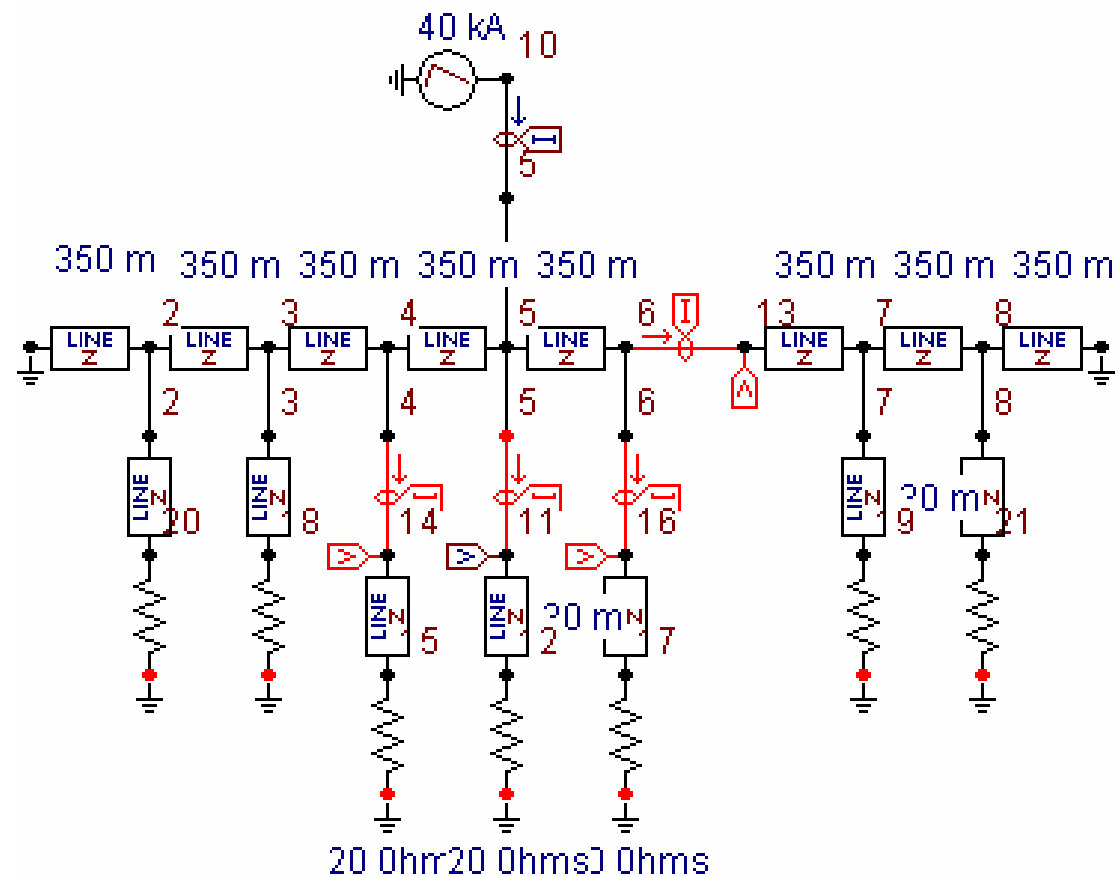 40 kA 10
I
5
350 m 350 m 350 m 350 m 350 m 350 m 350 m 350 m
2 3 4 5 6 I 13 7 8
LINE Z LINE Z LINE Z LINE Z LINE Z LINE Z LINE Z LINE Z
V
2 3 4 5 6 7 8
LINE Z LINE Z I I I LINE Z Z
20 8 14 11 16 9 21
V V V
LINE Z LINE Z Z
5 2 7
20 Ohms